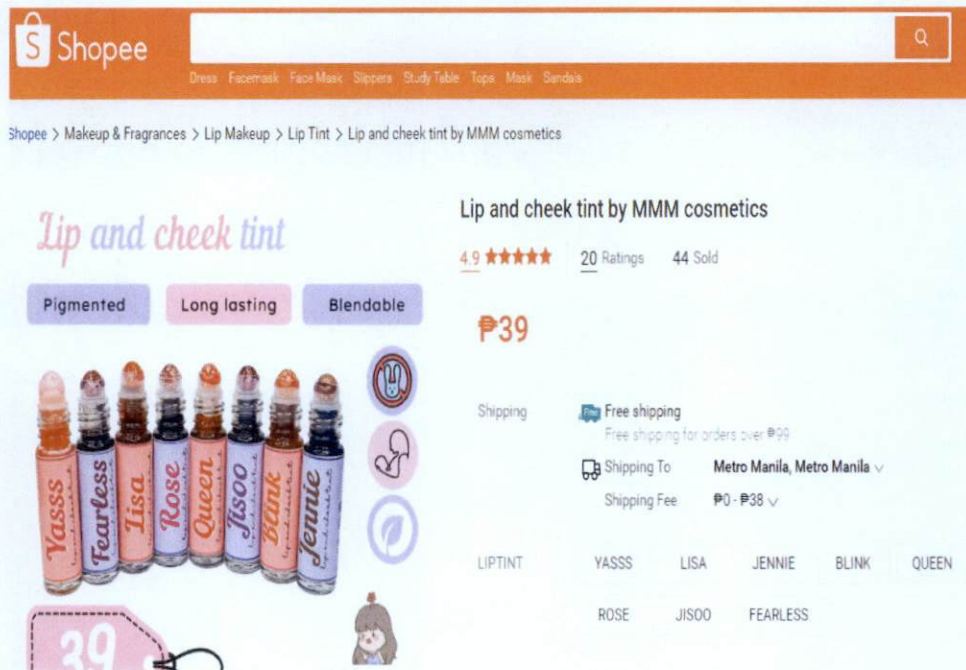 Shopee
Dress Facemask Face Mask Slippers Study Table Tops Mask Sandals
Shopee > Makeup & Fragrances > Lip Makeup > Lip Tint > Lip and cheek tint by MMM cosmetics
Lip and cheek tint
Pigmented Long lasting Blendable
Yasss
Fearless
Lisa
Rose
Queen
Jisoo
Blink
Jennie
39
Lip and cheek tint by MMM cosmetics
4.9 20 Ratings 44 Sold
₱39
Shipping Free shipping
Free shipping for orders over ₱99
Shipping To Metro Manila, Metro Manila
Shipping Fee ₱0 - ₱38
LIPTINT YASSS LISA JENNIE BLINK QUEEN
ROSE JISOO FEARLESS